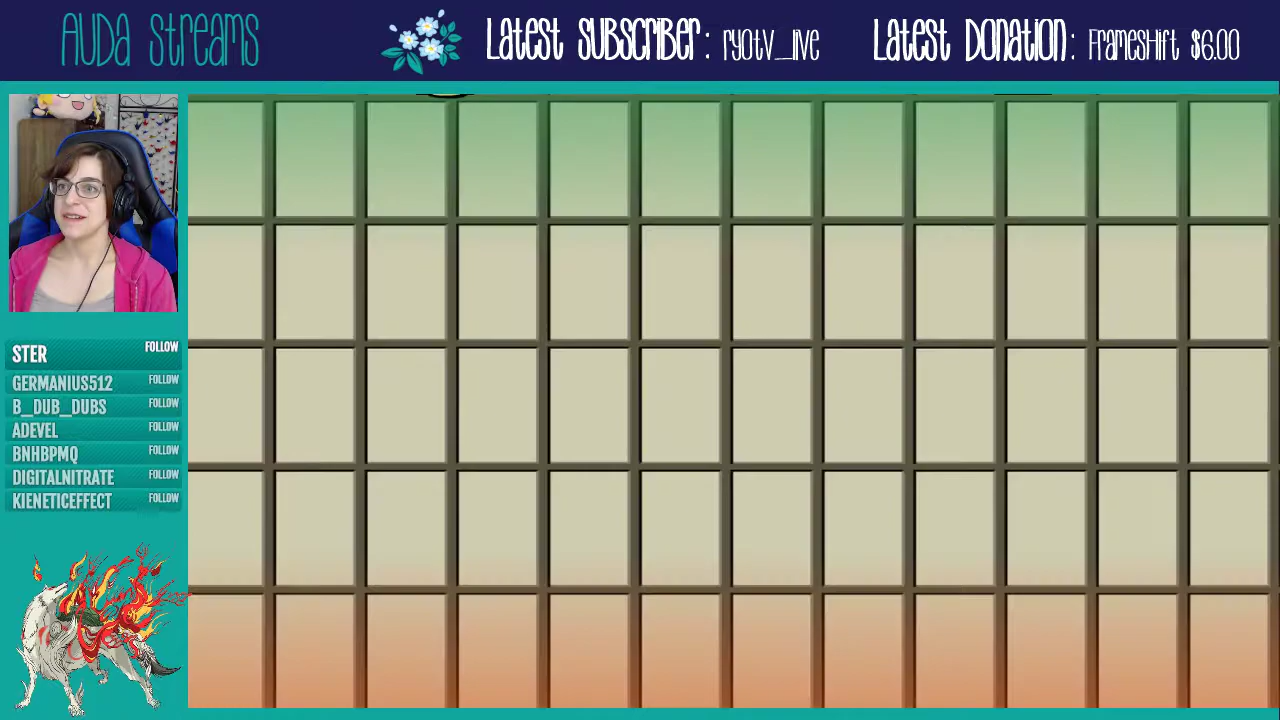 AUDA STREAMS
LATEST SUBSCRIBER: RYOTV_LIVE
LATEST DONATION: FRAMESHIFT $6.00
STER FOLLOW
GERMANIUS512 FOLLOW
B_DUB_DUBS FOLLOW
ADEVEL FOLLOW
BNHBPMQ FOLLOW
DIGITALNITRATE FOLLOW
KIENETICEFFECT FOLLOW